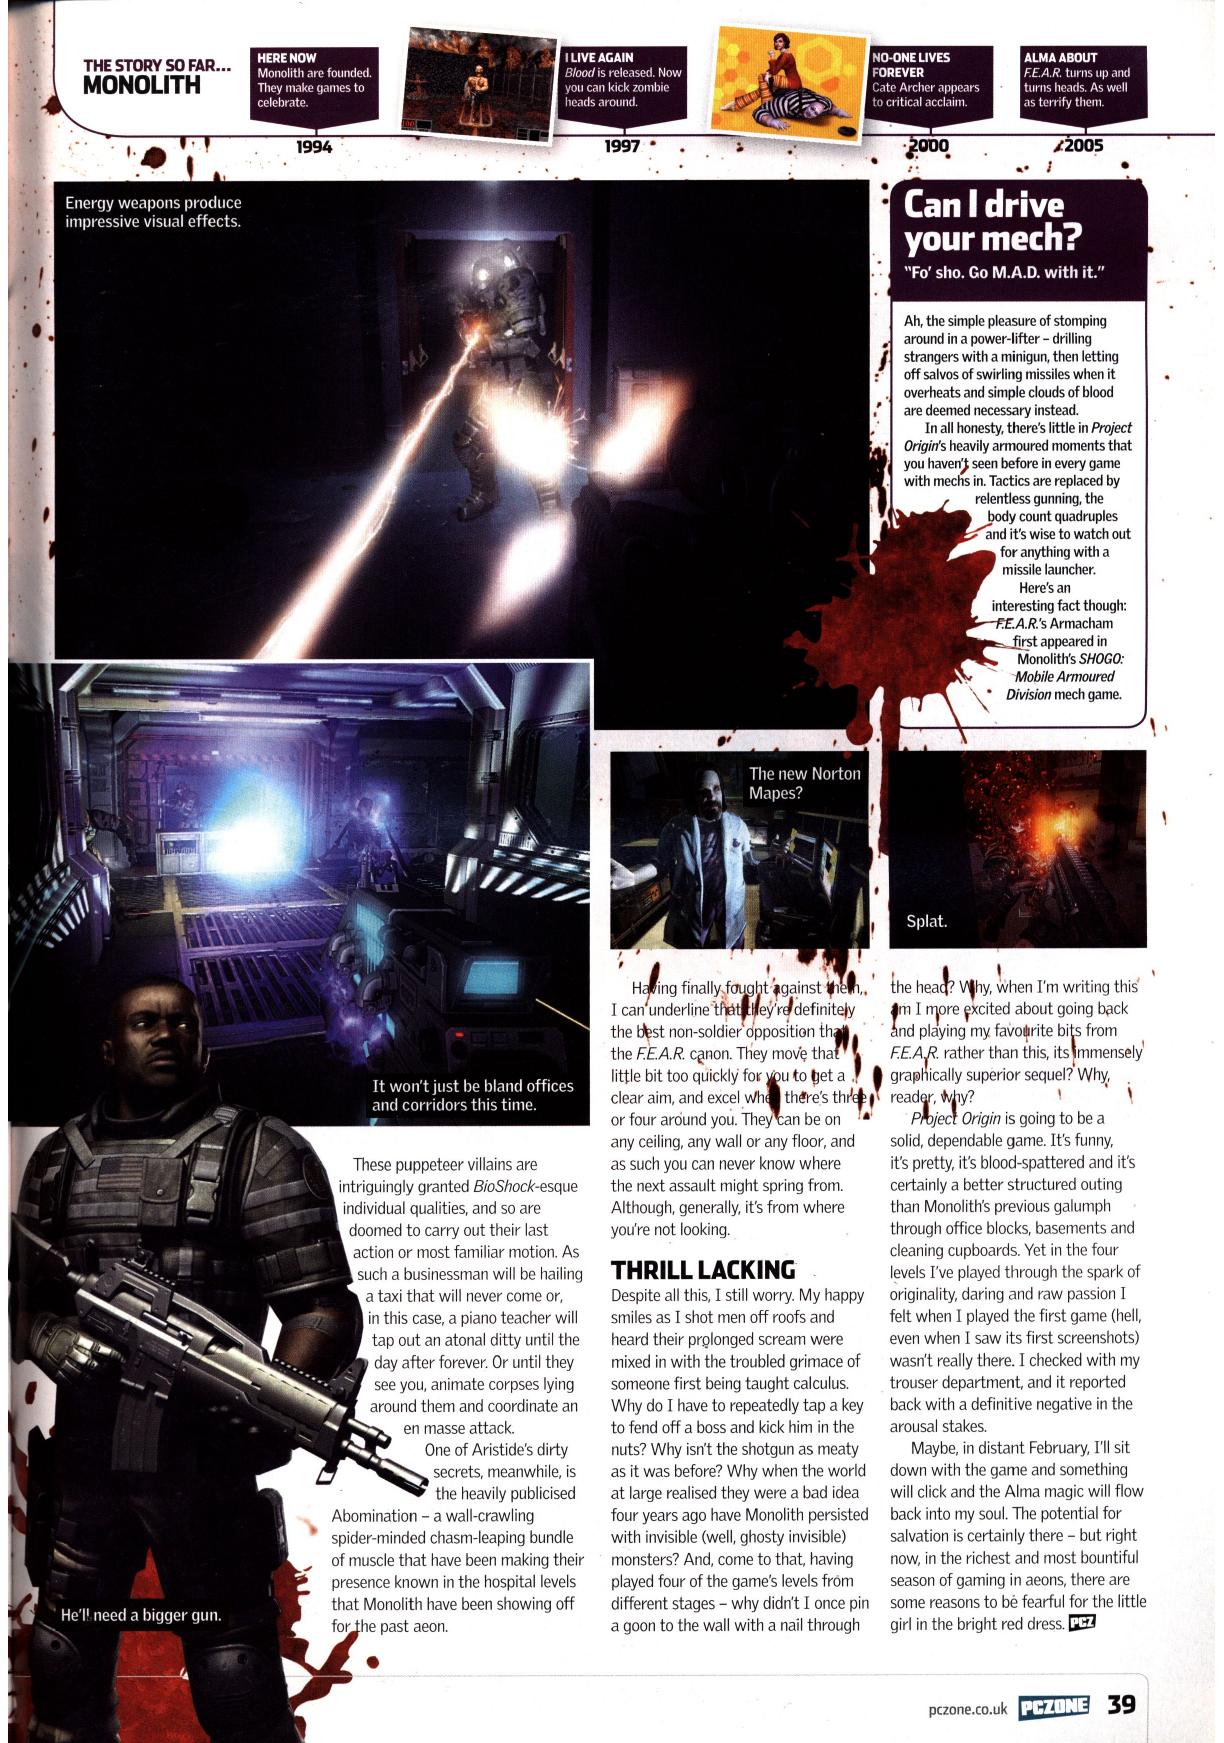 THE STORY SO FAR...
MONOLITH
HERE NOW
Monolith are founded.
They make games to
celebrate.
1994
I LIVE AGAIN
Blood is released. Now
you can kick zombie
heads around.
1997
NO-ONE LIVES
FOREVER
Cate Archer appears
to critical acclaim.
2000
ALMA ABOUT
F.E.A.R. turns up and
turns heads. As well
as terrify them.
2005
Energy weapons produce
impressive visual effects.
Can I drive
your mech?
"Fo' sho. Go M.A.D. with it."
Ah, the simple pleasure of stomping
around in a power-lifter – drilling
strangers with a minigun, then letting
off salvos of swirling missiles when it
overheats and simple clouds of blood
are deemed necessary instead.
In all honesty, there's little in Project
Origin's heavily armoured moments that
you haven't seen before in every game
with mechs in. Tactics are replaced by
relentless gunning, the
body count quadruples
and it's wise to watch out
for anything with a
missile launcher.
Here's an
interesting fact though:
F.E.A.R.'s Armacham
first appeared in
Monolith's SHOGO:
Mobile Armoured
Division mech game.
The new Norton
Mapes?
Splat.
It won't just be bland offices
and corridors this time.
He'll need a bigger gun.
These puppeteer villains are
intriguingly granted BioShock-esque
individual qualities, and so are
doomed to carry out their last
action or most familiar motion. As
such a businessman will be hailing
a taxi that will never come or,
in this case, a piano teacher will
tap out an atonal ditty until the
day after forever. Or until they
see you, animate corpses lying
around them and coordinate an
en masse attack.
One of Aristide's dirty
secrets, meanwhile, is
the heavily publicised
Abomination – a wall-crawling
spider-minded chasm-leaping bundle
of muscle that have been making their
presence known in the hospital levels
that Monolith have been showing off
for the past aeon.
Having finally fought against them,
I can underline that they're definitely
the best non-soldier opposition that
the F.E.A.R. canon. They move that
little bit too quickly for you to get a
clear aim, and excel when there's three
or four around you. They can be on
any ceiling, any wall or any floor, and
as such you can never know where
the next assault might spring from.
Although, generally, it's from where
you're not looking.
THRILL LACKING
Despite all this, I still worry. My happy
smiles as I shot men off roofs and
heard their prolonged scream were
mixed in with the troubled grimace of
someone first being taught calculus.
Why do I have to repeatedly tap a key
to fend off a boss and kick him in the
nuts? Why isn't the shotgun as meaty
as it was before? Why when the world
at large realised they were a bad idea
four years ago have Monolith persisted
with invisible (well, ghosty invisible)
monsters? And, come to that, having
played four of the game's levels from
different stages – why didn't I once pin
a goon to the wall with a nail through
the head? Why, when I'm writing this
am I more excited about going back
and playing my favourite bits from
F.E.A.R. rather than this, its immensely
graphically superior sequel? Why,
reader, why?
Project Origin is going to be a
solid, dependable game. It's funny,
it's pretty, it's blood-spattered and it's
certainly a better structured outing
than Monolith's previous galumph
through office blocks, basements and
cleaning cupboards. Yet in the four
levels I've played through the spark of
originality, daring and raw passion I
felt when I played the first game (hell,
even when I saw its first screenshots)
wasn't really there. I checked with my
trouser department, and it reported
back with a definitive negative in the
arousal stakes.
Maybe, in distant February, I'll sit
down with the game and something
will click and the Alma magic will flow
back into my soul. The potential for
salvation is certainly there – but right
now, in the richest and most bountiful
season of gaming in aeons, there are
some reasons to be fearful for the little
girl in the bright red dress. PCZ
pczone.co.uk PCZONE 39